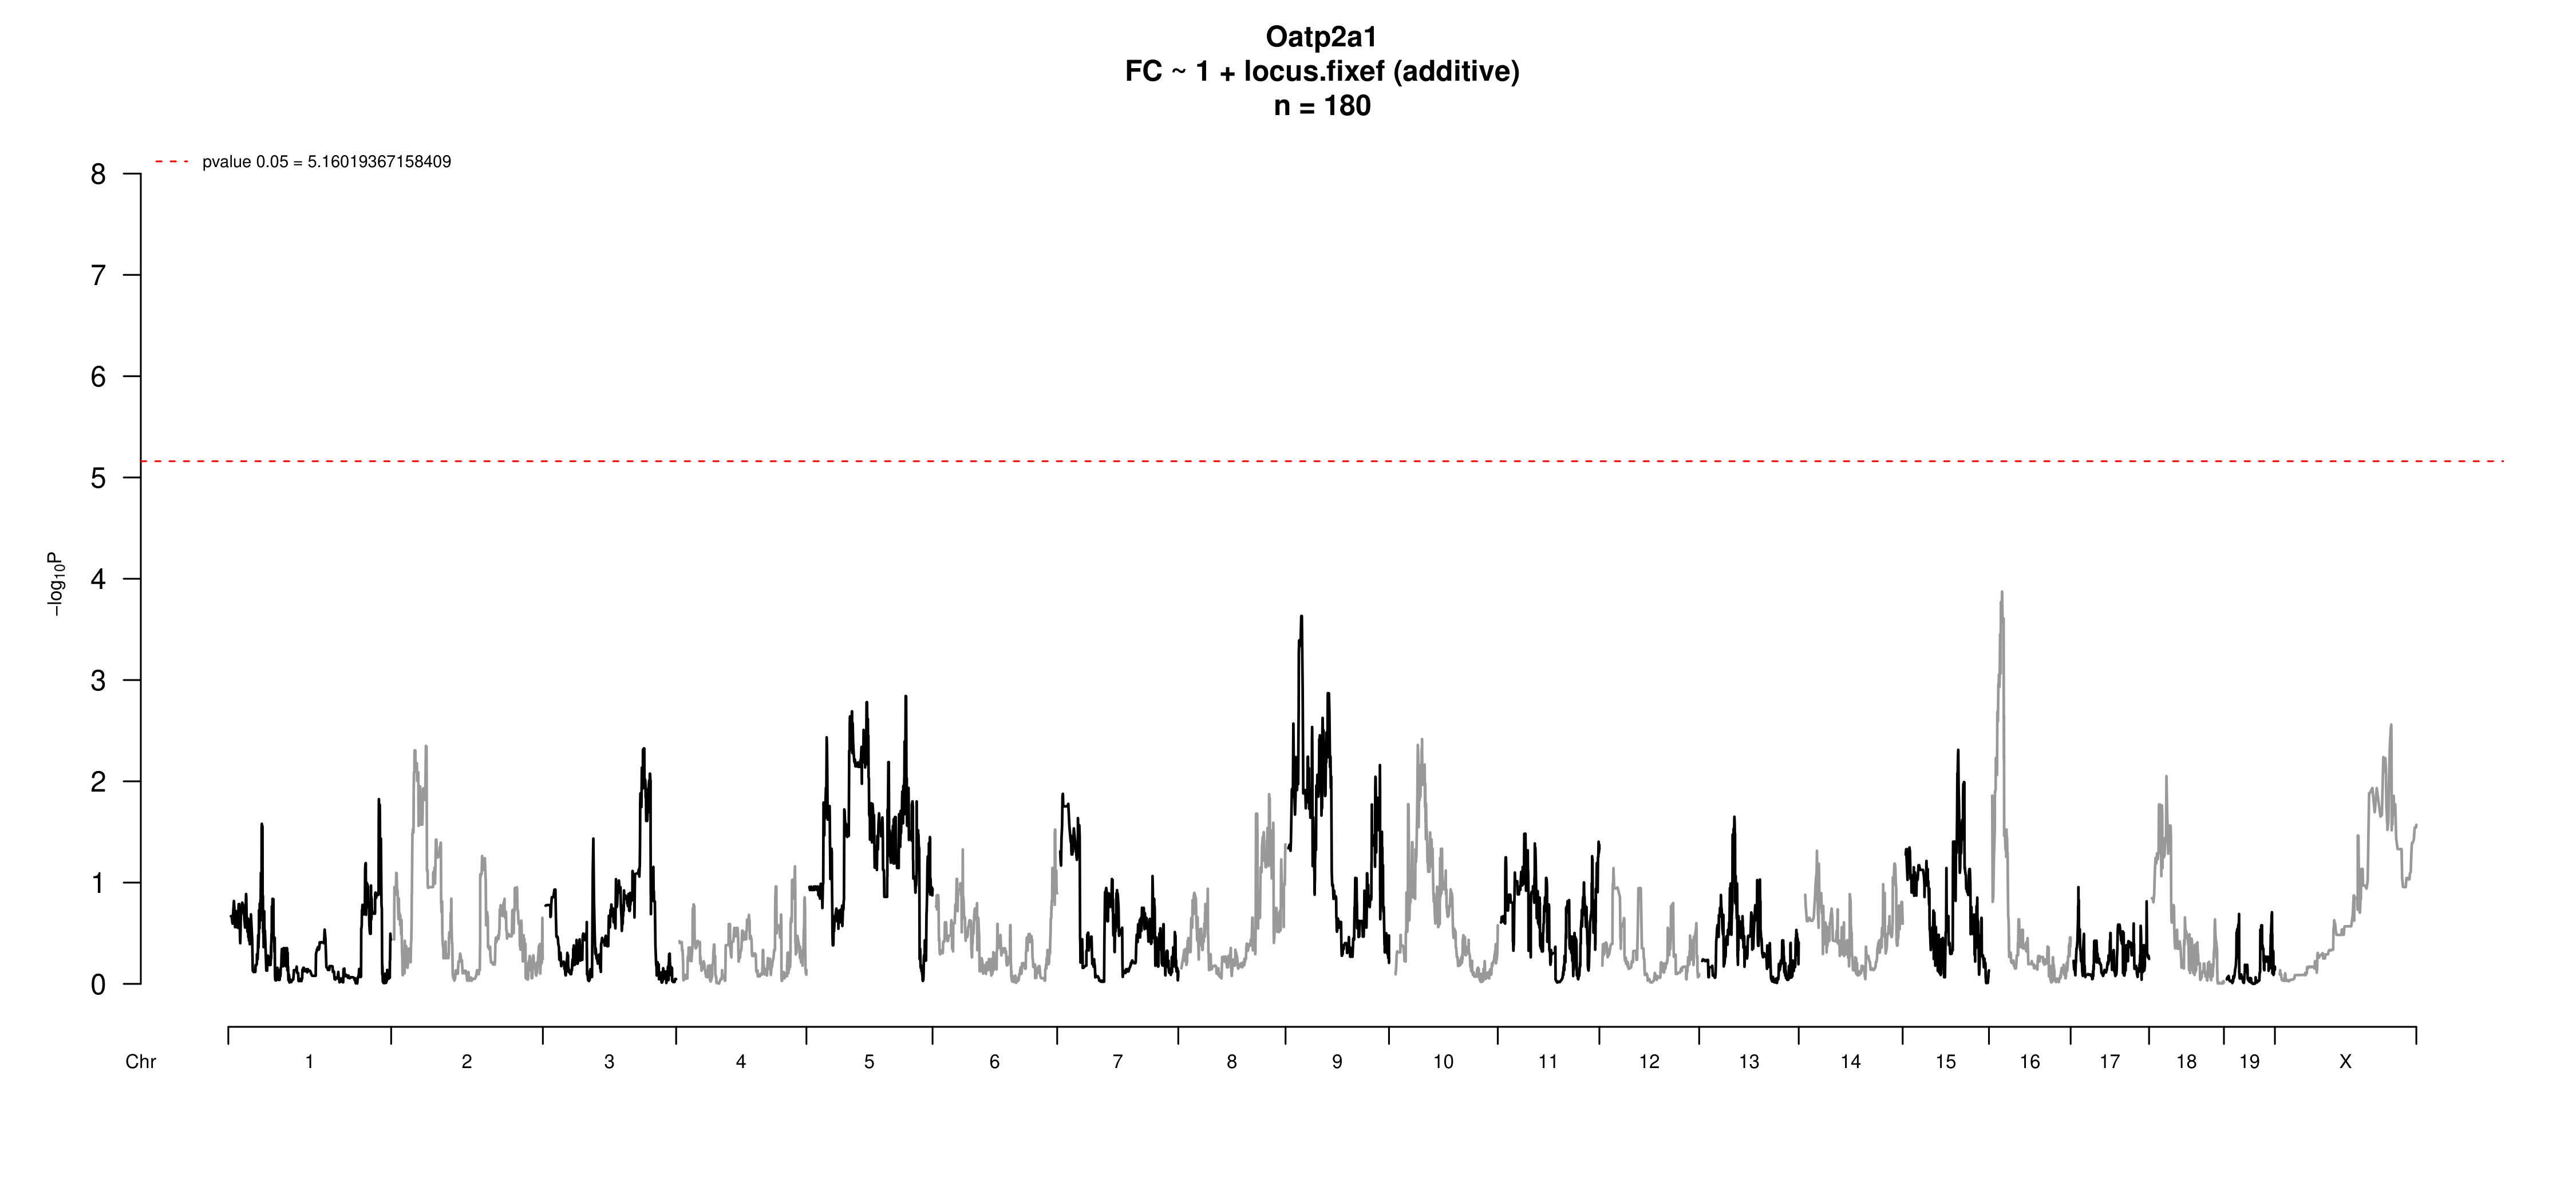 Oatp2a1
FC ~ 1 + locus.fixef (additive)
n = 180
pvalue 0.05 = 5.16019367158409
8
7
6
5
4
3
2
1
0
−log10P
Chr 1 2 3 4 5 6 7 8 9 10 11 12 13 14 15 16 17 18 19 X